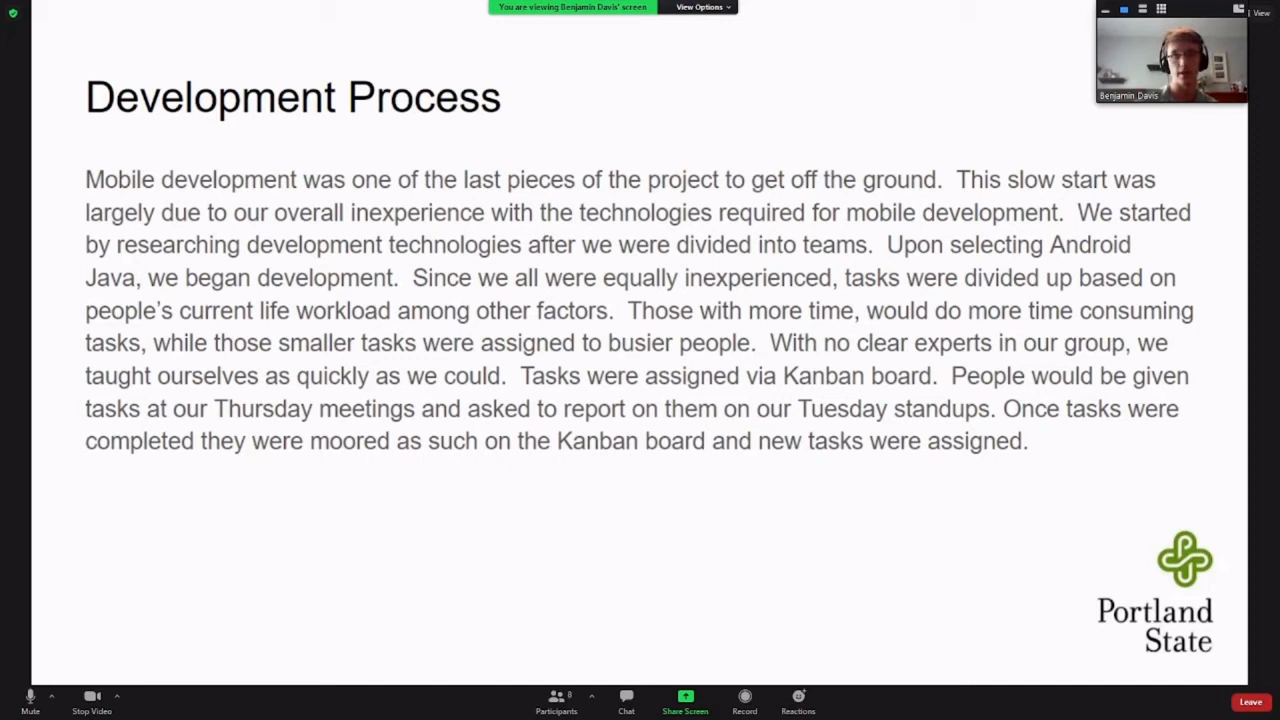 You are viewing Benjamin Davis' screen
View Options
View
Benjamin Davis
Development Process
Mobile development was one of the last pieces of the project to get off the ground.  This slow start was
largely due to our overall inexperience with the technologies required for mobile development.  We started
by researching development technologies after we were divided into teams.  Upon selecting Android
Java, we began development.  Since we all were equally inexperienced, tasks were divided up based on
people's current life workload among other factors.  Those with more time, would do more time consuming
tasks, while those smaller tasks were assigned to busier people.  With no clear experts in our group, we
taught ourselves as quickly as we could.  Tasks were assigned via Kanban board.  People would be given
tasks at our Thursday meetings and asked to report on them on our Tuesday standups. Once tasks were
completed they were moored as such on the Kanban board and new tasks were assigned.
Portland
State
Mute
Stop Video
8
Participants
Chat
Share Screen
Record
Reactions
Leave